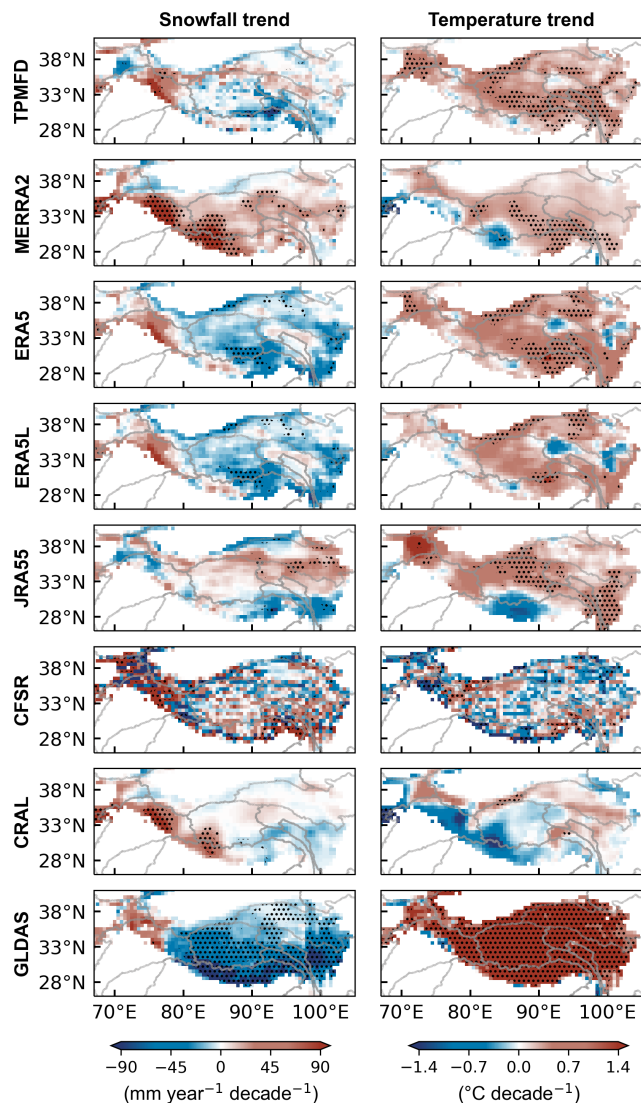 Snowfall trend Temperature trend
TPMFD
38°N
33°N
28°N
MERRA2
38°N
33°N
28°N
ERA5
38°N
33°N
28°N
ERA5L
38°N
33°N
28°N
JRA55
38°N
33°N
28°N
CFSR
38°N
33°N
28°N
CRAL
38°N
33°N
28°N
GLDAS
38°N
33°N
28°N
70°E 80°E 90°E 100°E 70°E 80°E 90°E 100°E
−90 −45 0 45 90 −1.4 −0.7 0.0 0.7 1.4
(mm year⁻¹ decade⁻¹) (°C decade⁻¹)